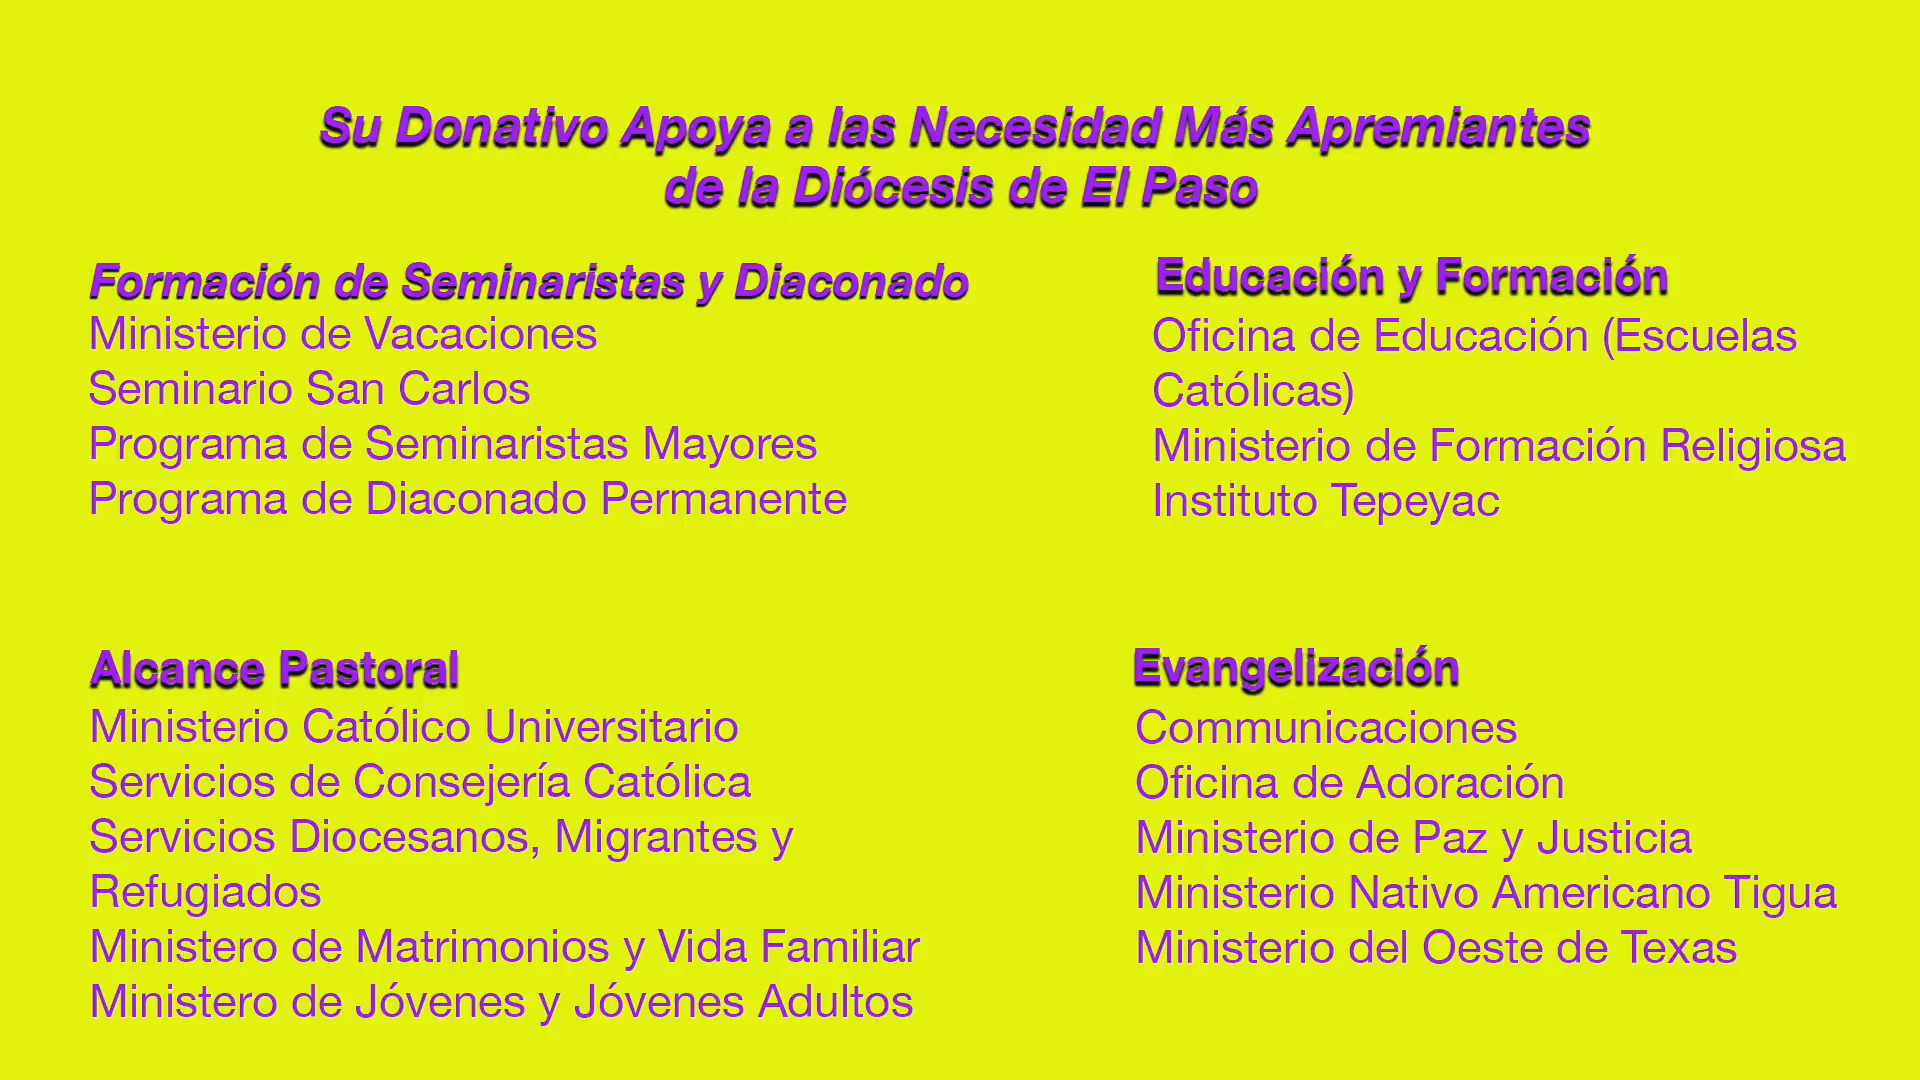 Su Donativo Apoya a las Necesidad Más Apremiantes
de la Diócesis de El Paso
Formación de Seminaristas y Diaconado
Ministerio de Vacaciones
Seminario San Carlos
Programa de Seminaristas Mayores
Programa de Diaconado Permanente
Educación y Formación
Oficina de Educación (Escuelas
Católicas)
Ministerio de Formación Religiosa
Instituto Tepeyac
Alcance Pastoral
Ministerio Católico Universitario
Servicios de Consejería Católica
Servicios Diocesanos, Migrantes y
Refugiados
Ministero de Matrimonios y Vida Familiar
Ministero de Jóvenes y Jóvenes Adultos
Evangelización
Communicaciones
Oficina de Adoración
Ministerio de Paz y Justicia
Ministerio Nativo Americano Tigua
Ministerio del Oeste de Texas